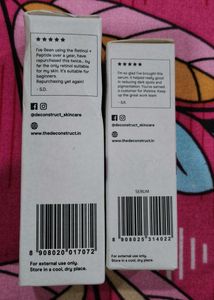 ★★★★★
I've Been using the Retinol +
Peptide over a year, have
repurchased this twice.. by
far the only retinol suitable
for my skin. It's suitable for
beginners.
Repurchasing yet again!
- S.D.
@deconstruct_skincare
www.thedeconstruct.in
8 908020 017072
For external use only.
Store in a cool, dry place.
★★★★★
I'm so glad I've brought this
serum, it really helped good
in reducing dark spots and
pigmentation. You've earned
a customer for lifetime. Keep
up the great work team
@deconstruct_skincare
www.thedeconstruct.in
SERUM
8 908025 314022
For external use only.
Store in a cool, dry place.